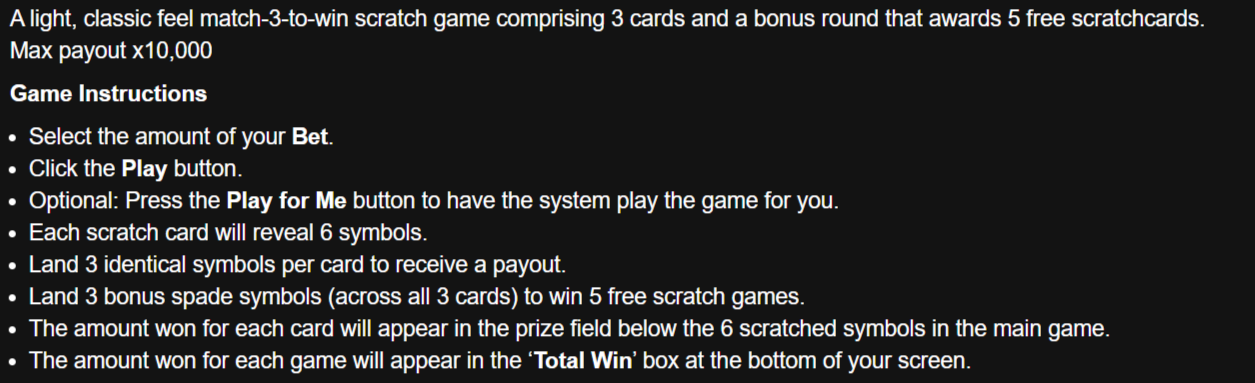 A light, classic feel match-3-to-win scratch game comprising 3 cards and a bonus round that awards 5 free scratchcards.
Max payout x10,000
Game Instructions
• Select the amount of your Bet.
• Click the Play button.
• Optional: Press the Play for Me button to have the system play the game for you.
• Each scratch card will reveal 6 symbols.
• Land 3 identical symbols per card to receive a payout.
• Land 3 bonus spade symbols (across all 3 cards) to win 5 free scratch games.
• The amount won for each card will appear in the prize field below the 6 scratched symbols in the main game.
• The amount won for each game will appear in the ‘Total Win’ box at the bottom of your screen.